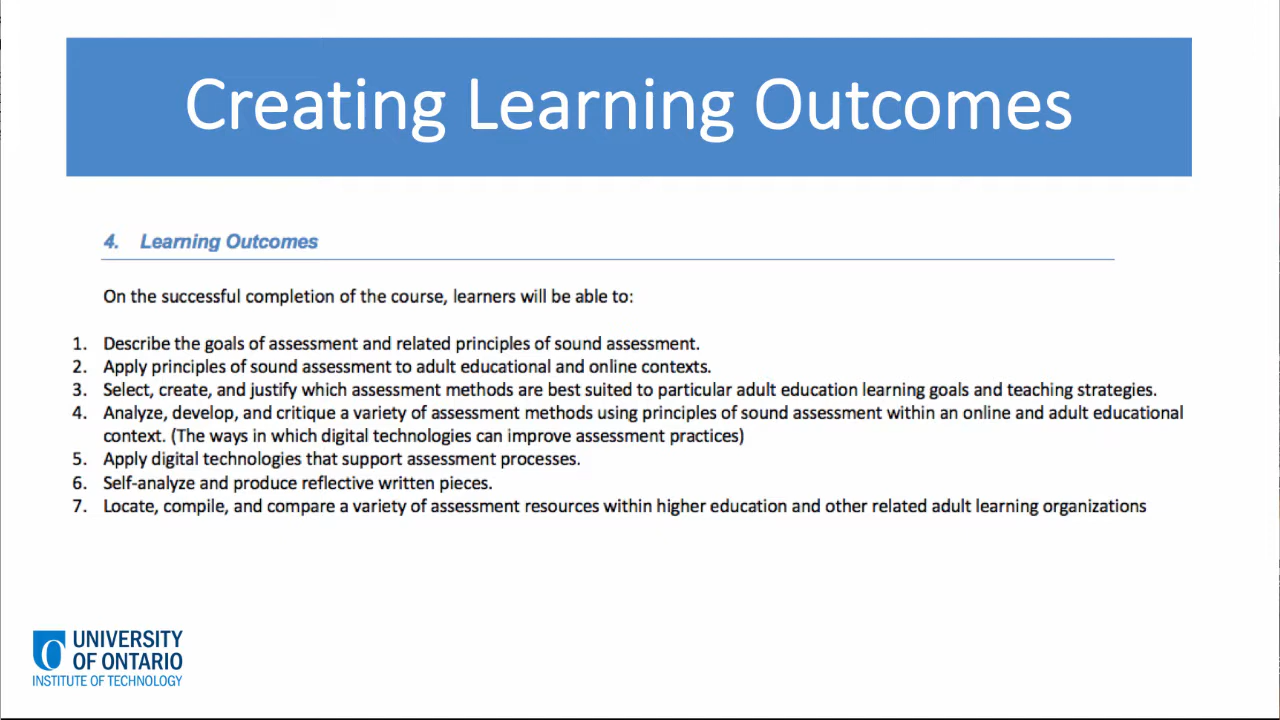 Creating Learning Outcomes
4. Learning Outcomes
On the successful completion of the course, learners will be able to:
1. Describe the goals of assessment and related principles of sound assessment.
2. Apply principles of sound assessment to adult educational and online contexts.
3. Select, create, and justify which assessment methods are best suited to particular adult education learning goals and teaching strategies.
4. Analyze, develop, and critique a variety of assessment methods using principles of sound assessment within an online and adult educational
context. (The ways in which digital technologies can improve assessment practices)
5. Apply digital technologies that support assessment processes.
6. Self-analyze and produce reflective written pieces.
7. Locate, compile, and compare a variety of assessment resources within higher education and other related adult learning organizations
UNIVERSITY
OF ONTARIO
INSTITUTE OF TECHNOLOGY